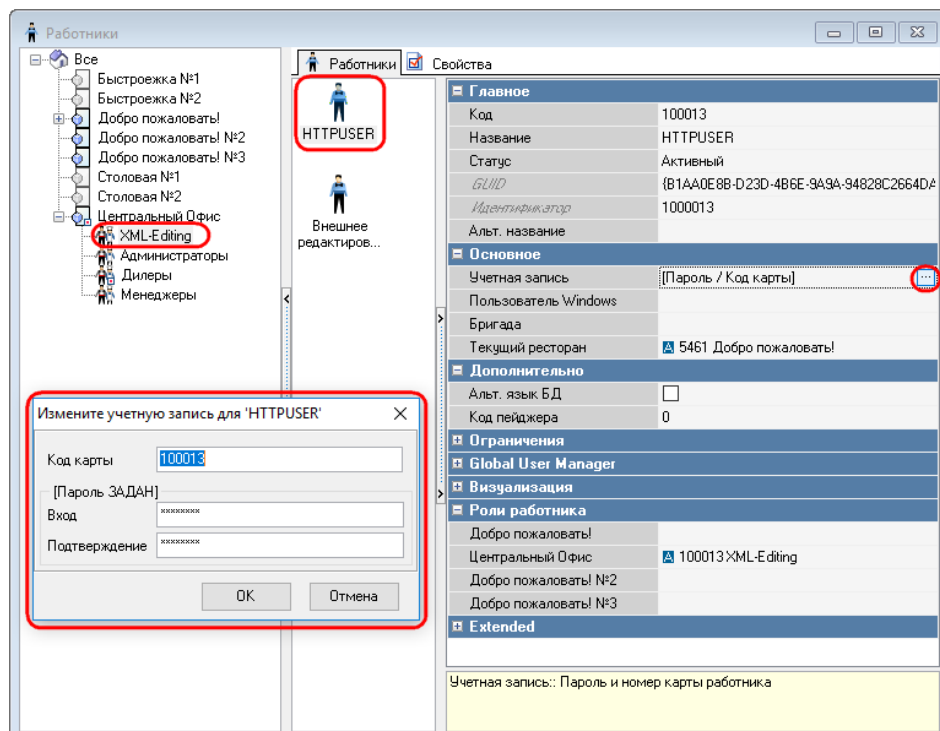 Работники
Все
Быстроежка №1
Быстроежка №2
Добро пожаловать!
Добро пожаловать! №2
Добро пожаловать! №3
Столовая №1
Столовая №2
Центральный Офис
XML-Editing
Администраторы
Дилеры
Менеджеры
Работники
Свойства
HTTPUSER
Внешнее
редактиров...
Главное
Код 100013
Название HTTPUSER
Статус Активный
GUID {B1AA0E8B-D23D-4B6E-9A9A-94828C2664DA
Идентификатор 1000013
Альт. название
Основное
Учетная запись [Пароль / Код карты] ...
Пользователь Windows
Бригада
Текущий ресторан A 5461 Добро пожаловать!
Дополнительно
Альт. язык БД
Код пейджера 0
Ограничения
Global User Manager
Визуализация
Роли работника
Добро пожаловать!
Центральный Офис A 100013 XML-Editing
Добро пожаловать! №2
Добро пожаловать! №3
Extended
Учетная запись:: Пароль и номер карты работника
Измените учетную запись для 'HTTPUSER'
Код карты 100013
[Пароль ЗАДАН]
Вход ********
Подтверждение ********
OK Отмена